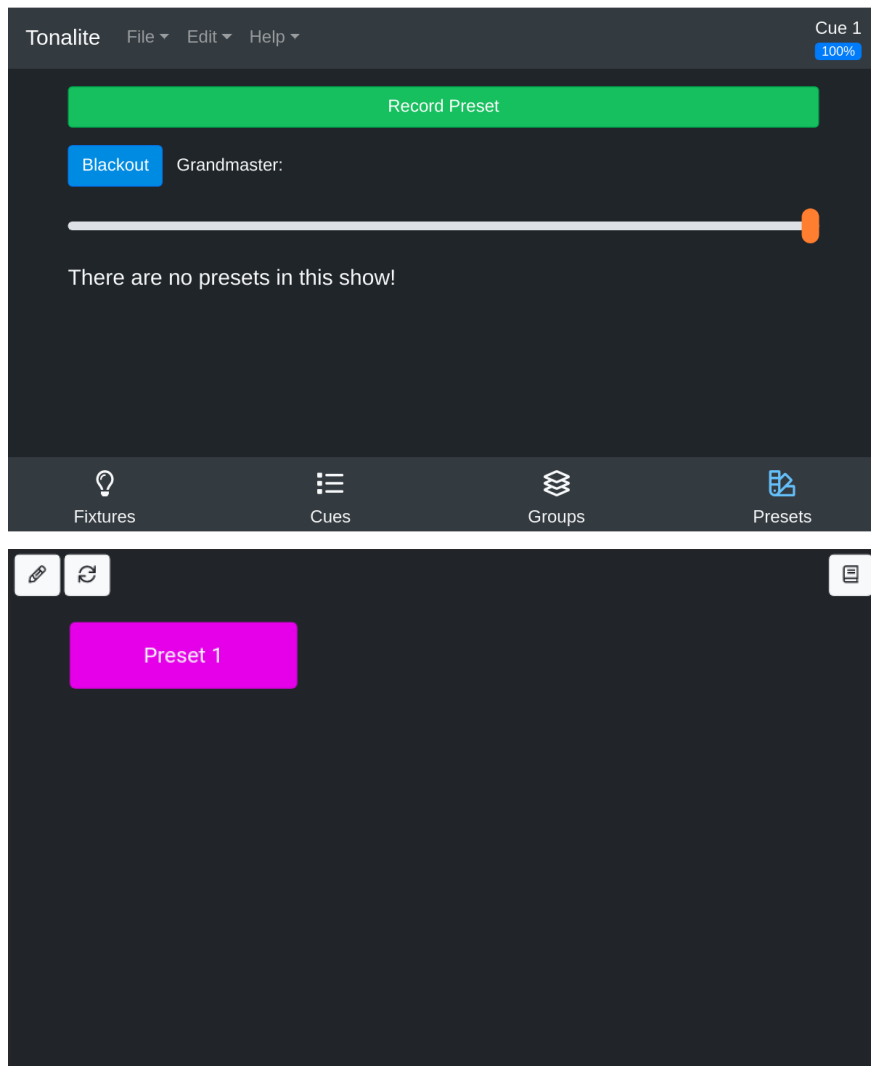 Tonalite File Edit Help Cue 1
100%
Record Preset
Blackout Grandmaster:
There are no presets in this show!
Fixtures Cues Groups Presets
Preset 1